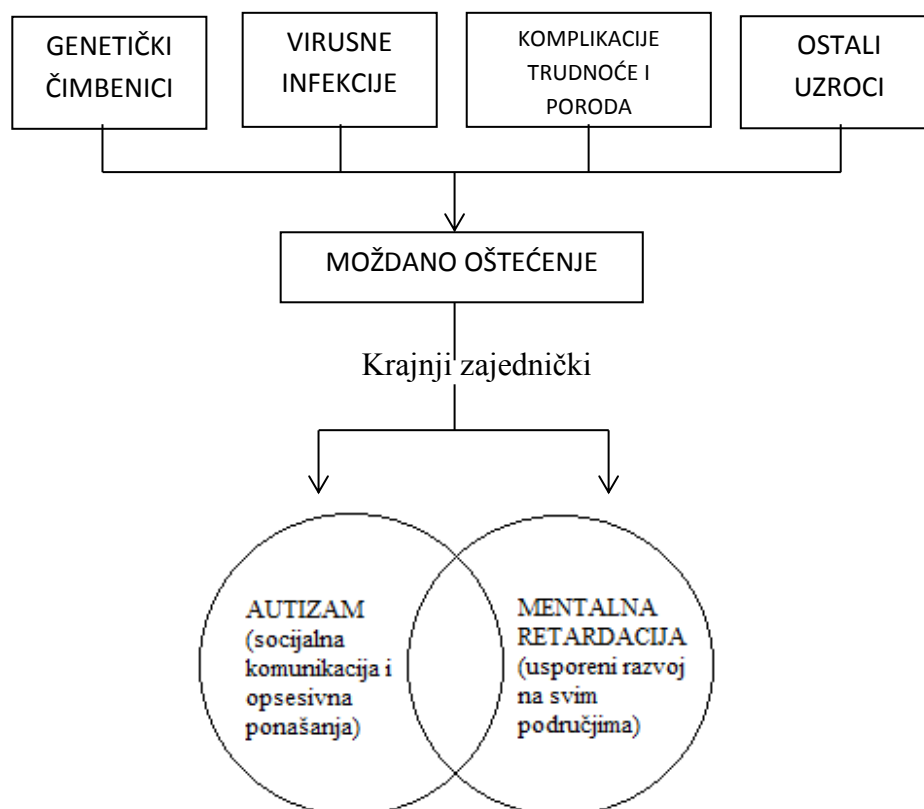 GENETIČKI
ČIMBENICI
VIRUSNE
INFEKCIJE
KOMPLIKACIJE
TRUDNOĆE I
PORODA
OSTALI
UZROCI
MOŽDANO OŠTEĆENJE
Krajnji zajednički
AUTIZAM
(socijalna
komunikacija i
opsesivna
ponašanja)
MENTALNA
RETARDACIJA
(usporeni razvoj
na svim
područjima)